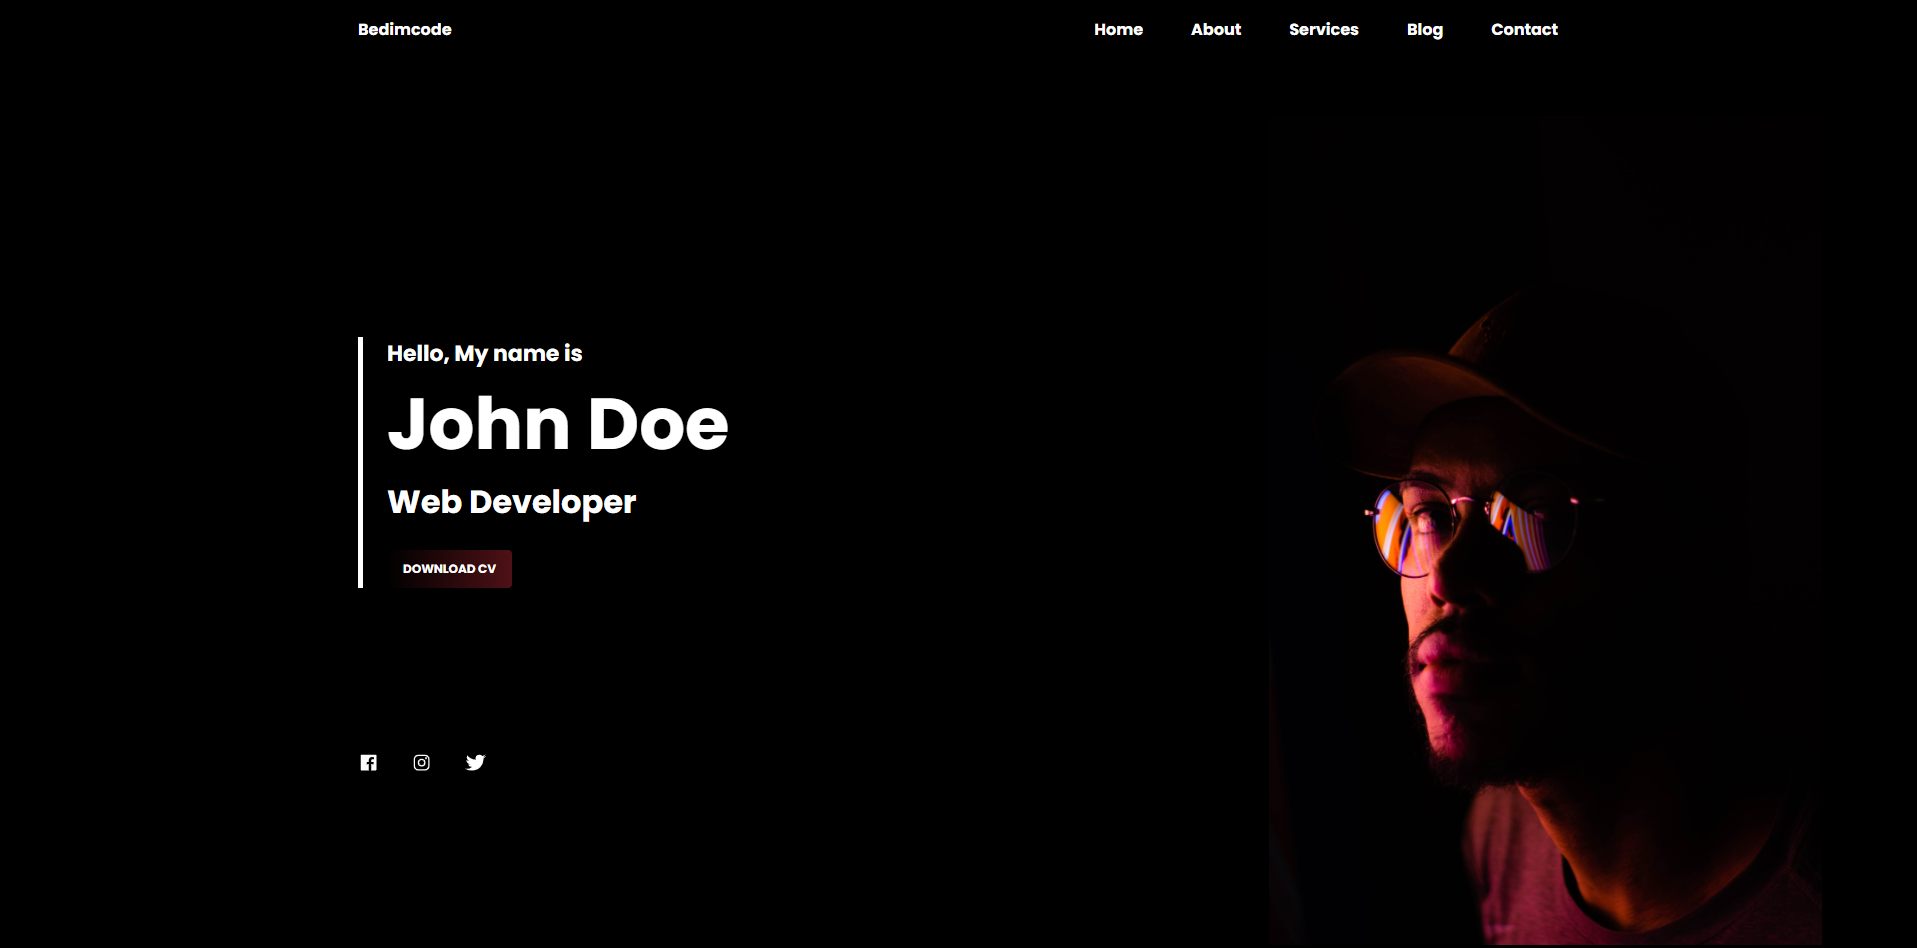 Bedimcode
Home About Services Blog Contact
Hello, My name is
John Doe
Web Developer
DOWNLOAD CV